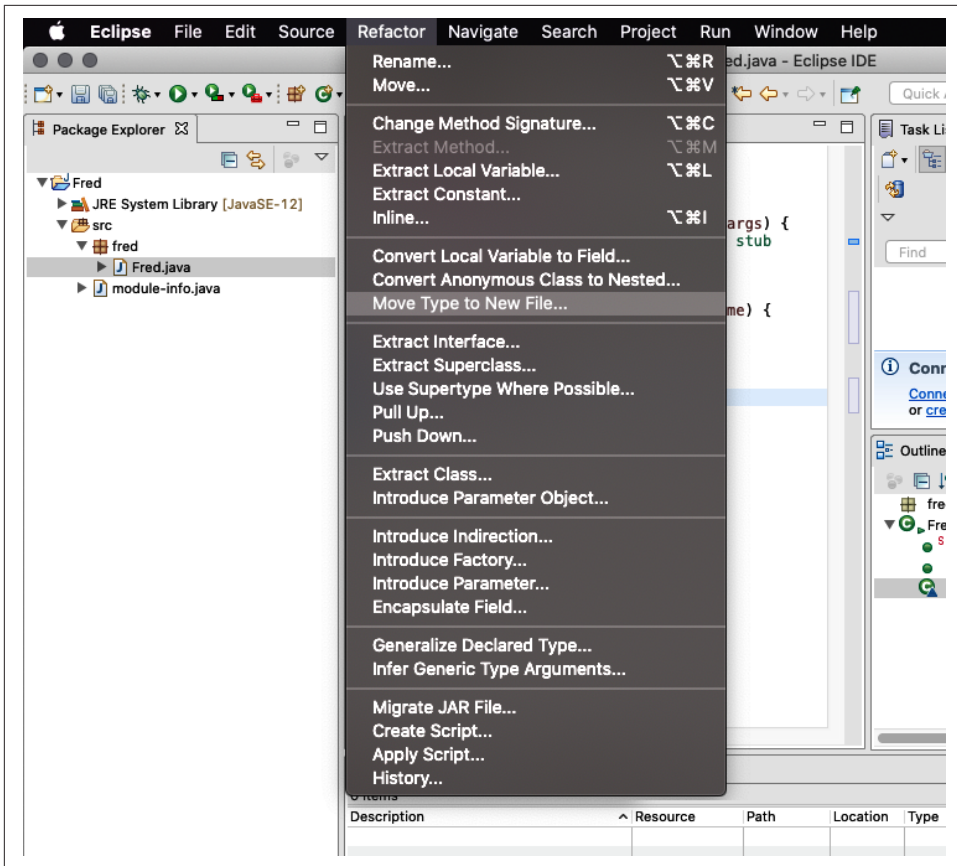 Eclipse File Edit Source Refactor Navigate Search Project Run Window Help
ed.java - Eclipse IDE
Quick
Package Explorer
Task Li
Fred
JRE System Library [JavaSE-12]
src
fred
Fred.java
module-info.java
Rename... ⌥⌘R
Move... ⌥⌘V
Change Method Signature... ⌥⌘C
Extract Method... ⌥⌘M
Extract Local Variable... ⌥⌘L
Extract Constant...
Inline... ⌥⌘I
Convert Local Variable to Field...
Convert Anonymous Class to Nested...
Move Type to New File...
Extract Interface...
Extract Superclass...
Use Supertype Where Possible...
Pull Up...
Push Down...
Extract Class...
Introduce Parameter Object...
Introduce Indirection...
Introduce Factory...
Introduce Parameter...
Encapsulate Field...
Generalize Declared Type...
Infer Generic Type Arguments...
Migrate JAR File...
Create Script...
Apply Script...
History...
args) {
stub
me) {
Find
Conn
Conne
or cre
Outline
fre
Fre
S
0 items
Description Resource Path Location Type